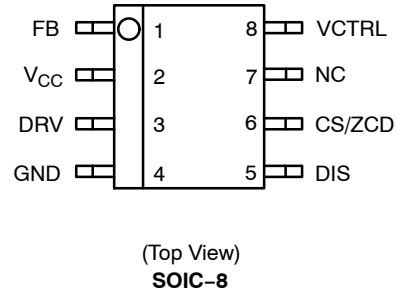 FB 1 8 VCTRL
VCC 2 7 NC
DRV 3 6 CS/ZCD
GND 4 5 DIS
(Top View)
SOIC−8